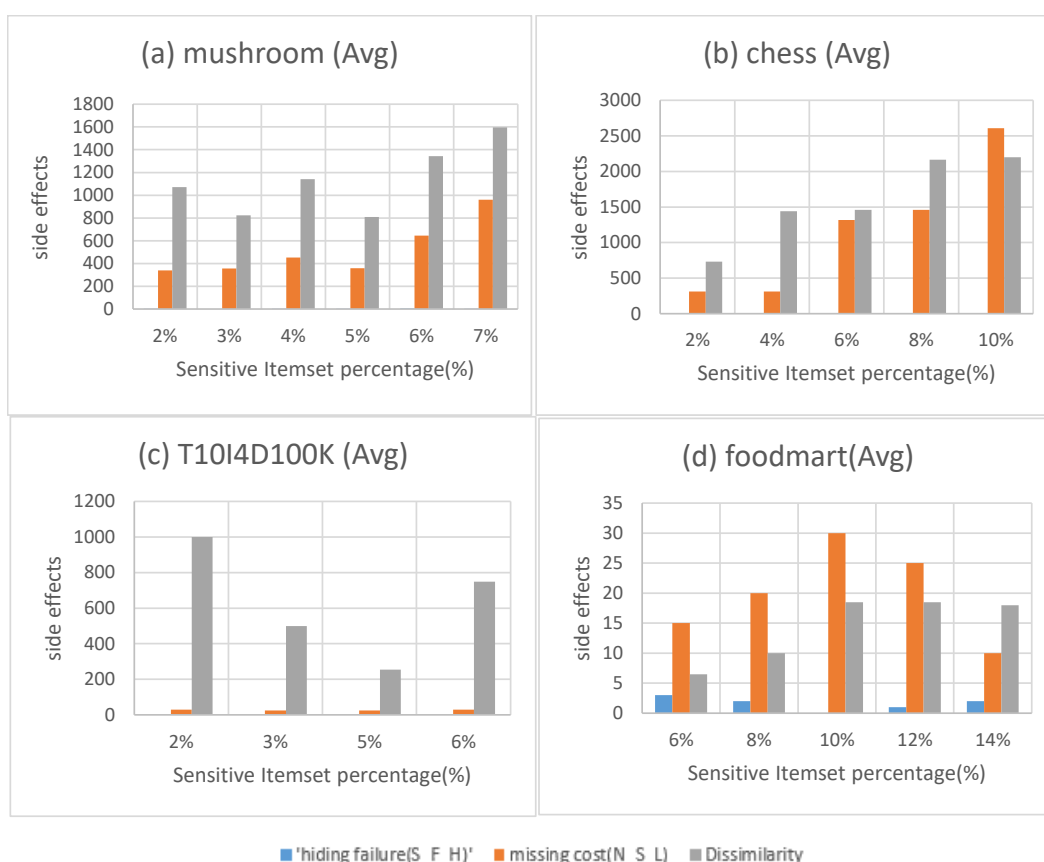 (a) mushroom (Avg)
side effects
1800
1600
1400
1200
1000
800
600
400
200
0
2% 3% 4% 5% 6% 7%
Sensitive Itemset percentage(%)
(b) chess (Avg)
side effects
3000
2500
2000
1500
1000
500
0
2% 4% 6% 8% 10%
Sensitive Itemset percentage(%)
(c) T10I4D100K (Avg)
side effects
1200
1000
800
600
400
200
0
2% 3% 5% 6%
Sensitive Itemset percentage(%)
(d) foodmart(Avg)
side effects
35
30
25
20
15
10
5
0
6% 8% 10% 12% 14%
Sensitive Itemset percentage(%)
'hiding failure(S F H)' missing cost(N S L) Dissimilarity